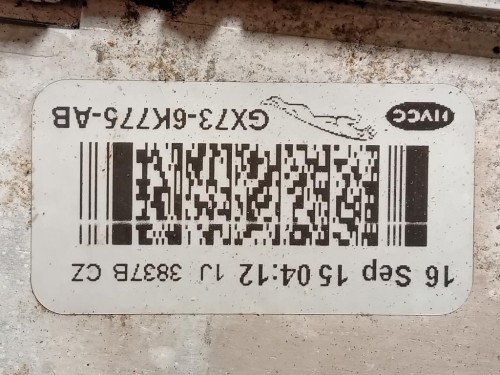 16 Sep 15 04:12 1J 3837B CZ
HVCC GX73-6K775-AB